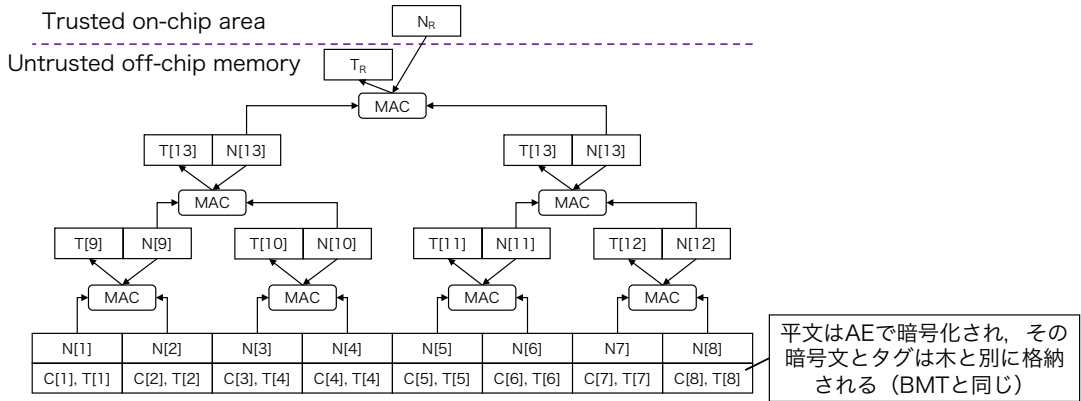 Trusted on-chip area
N_R
Untrusted off-chip memory
T_R
MAC
T[13] N[13] T[13] N[13]
MAC MAC
T[9] N[9] T[10] N[10] T[11] N[11] T[12] N[12]
MAC MAC MAC MAC
N[1] N[2] N[3] N[4] N[5] N[6] N7] N[8]
C[1], T[1] C[2], T[2] C[3], T[4] C[4], T[4] C[5], T[5] C[6], T[6] C[7], T[7] C[8], T[8]
平文はAEで暗号化され，その
暗号文とタグは木と別に格納
される（BMTと同じ）